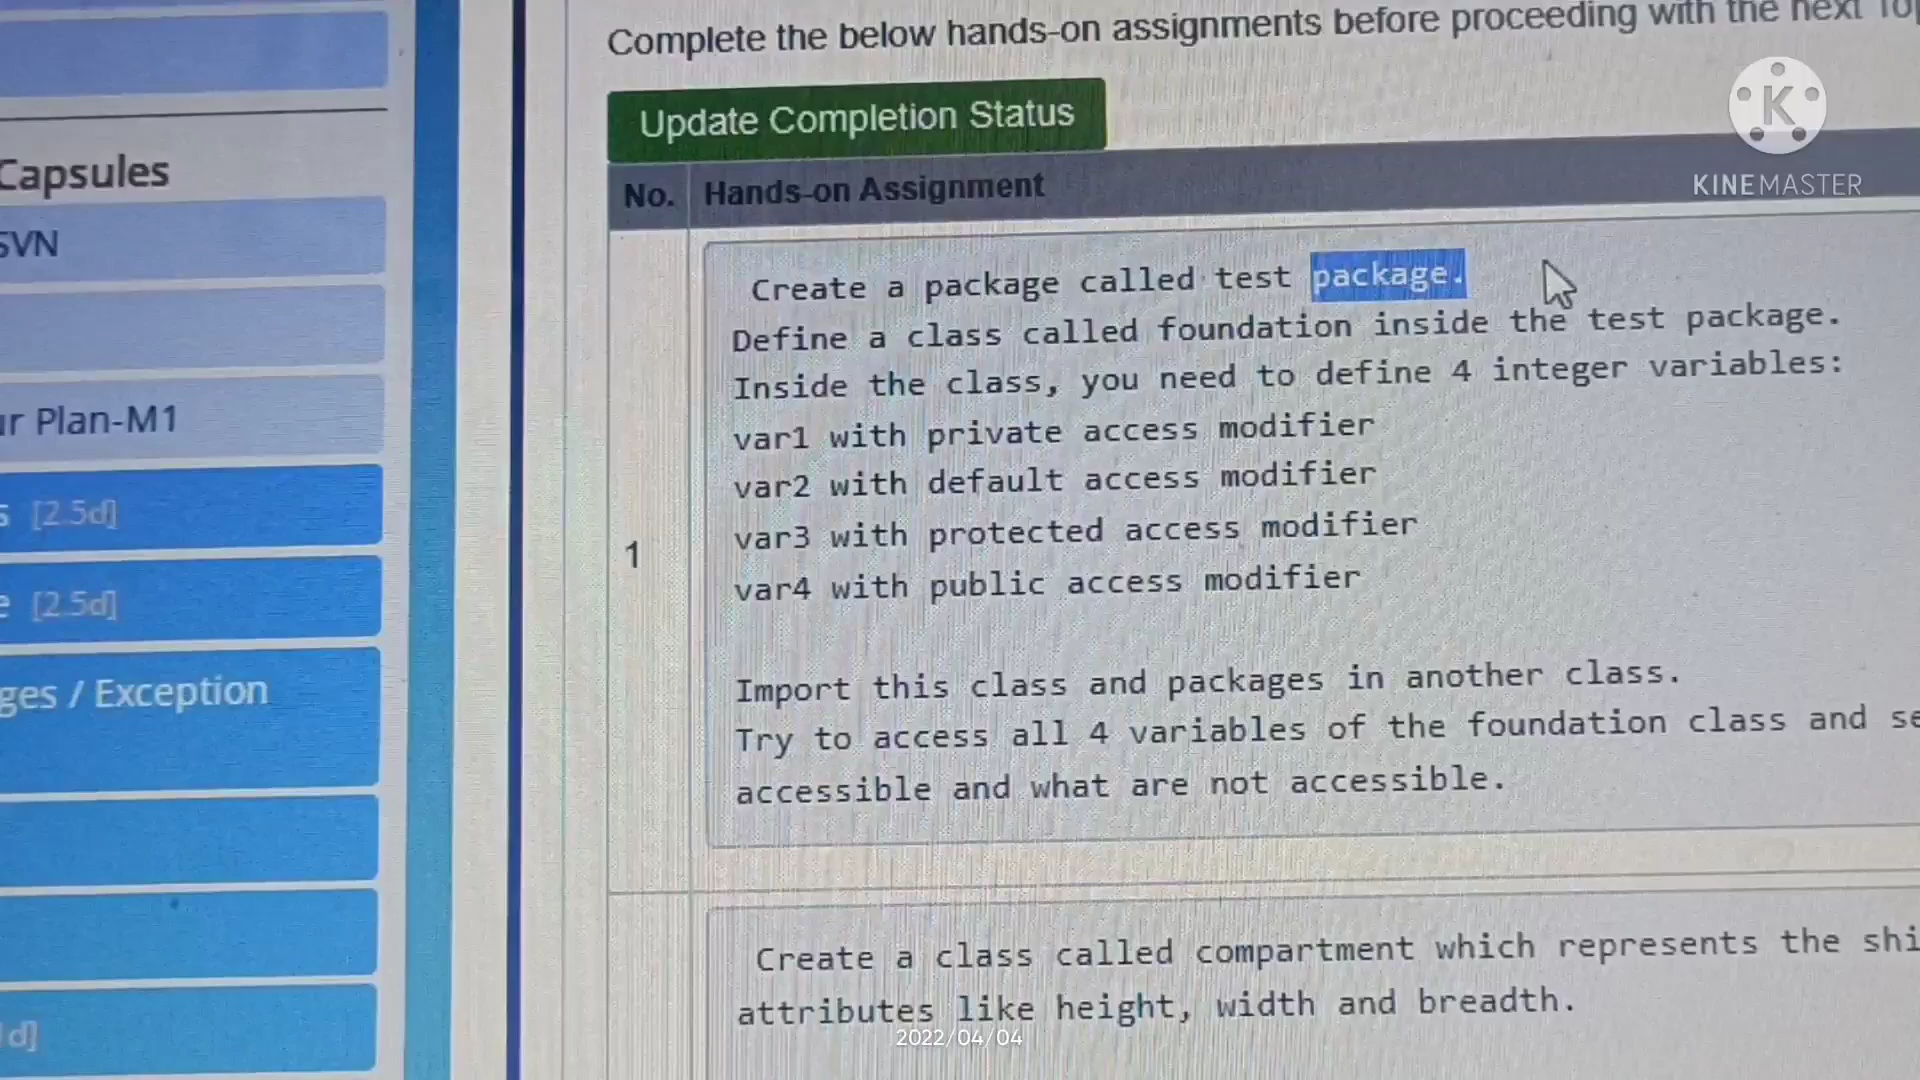 Complete the below hands-on assignments before proceeding with the next
Update Completion Status
KINEMASTER
Capsules
SVN
Plan-M1
[2.5d]
[2.5d]
/ Exception
No. Hands-on Assignment
1
Create a package called test package.
Define a class called foundation inside the test package.
Inside the class, you need to define 4 integer variables:
var1 with private access modifier
var2 with default access modifier
var3 with protected access modifier
var4 with public access modifier
Import this class and packages in another class.
Try to access all 4 variables of the foundation class and
accessible and what are not accessible.
Create a class called compartment which represents the
attributes like height, width and breadth.
2022/04/04